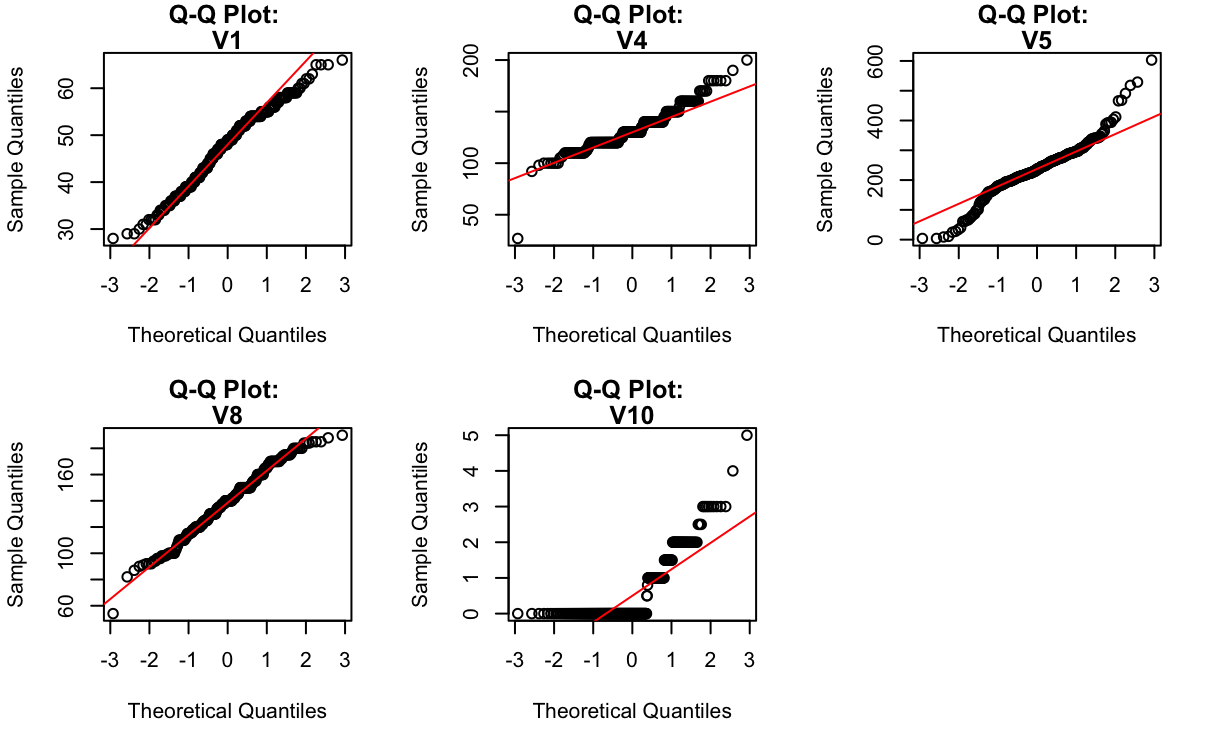 Q-Q Plot:
V1
Sample Quantiles
60
50
40
30
-3 -2 -1 0 1 2 3
Theoretical Quantiles
Q-Q Plot:
V4
Sample Quantiles
200
100
50
-3 -2 -1 0 1 2 3
Theoretical Quantiles
Q-Q Plot:
V5
Sample Quantiles
600
400
200
0
-3 -2 -1 0 1 2 3
Theoretical Quantiles
Q-Q Plot:
V8
Sample Quantiles
160
100
60
-3 -2 -1 0 1 2 3
Theoretical Quantiles
Q-Q Plot:
V10
Sample Quantiles
5
4
3
2
1
0
-3 -2 -1 0 1 2 3
Theoretical Quantiles